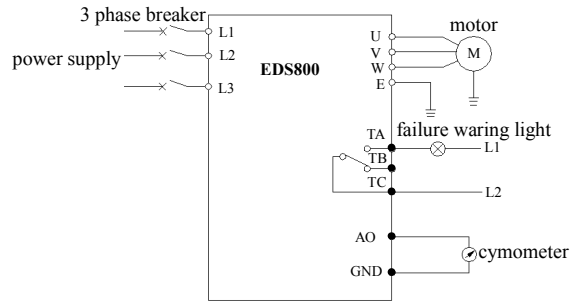 3 phase breaker
power supply
L1
L2
L3
EDS800
U
V
W
E
motor
M
TA
TB
TC
failure waring light
L1
L2
AO
GND
cymometer